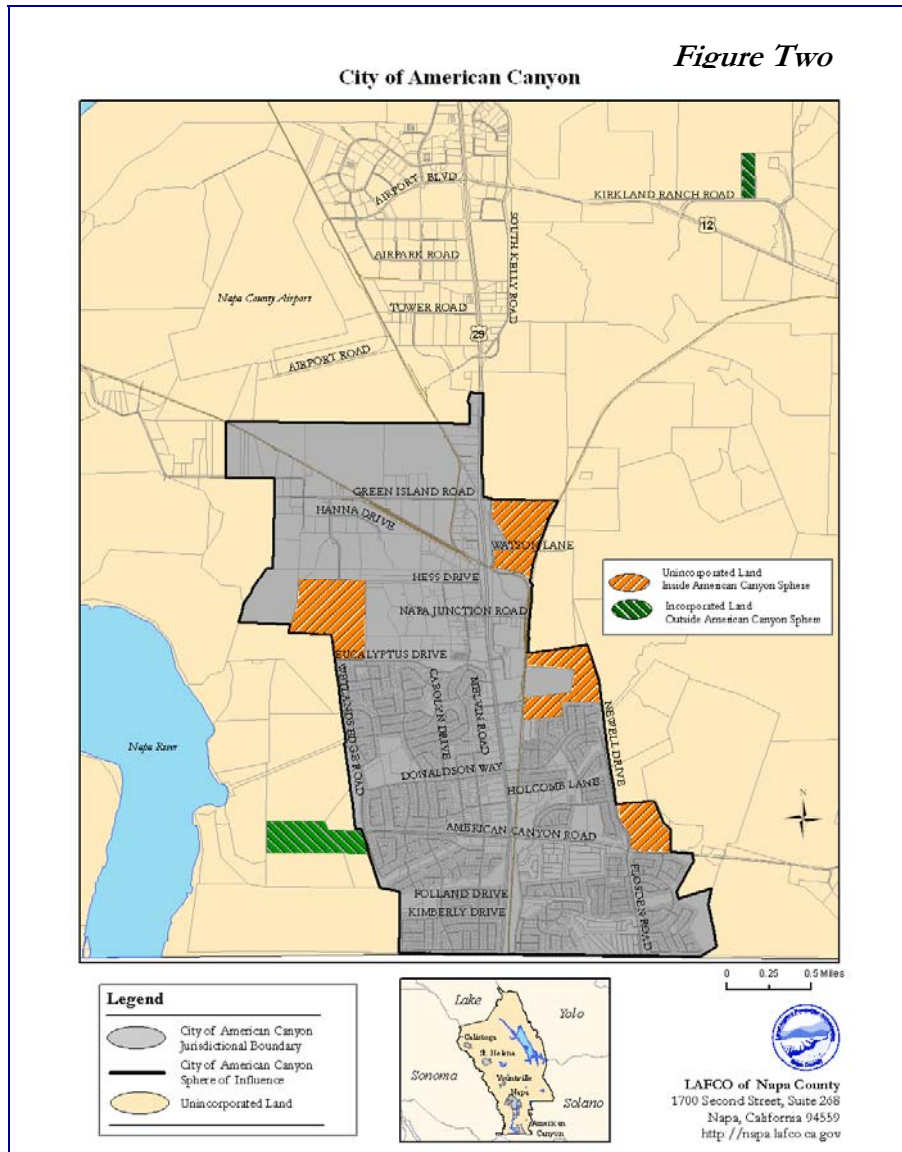 Figure Two
City of American Canyon
AIRPORT BLVD
KIRKLAND RANCH ROAD
12
SOUTH KELLY ROAD
AIRPARK ROAD
Napa County Airport
TOWER ROAD
29
AIRPORT ROAD
GREEN ISLAND ROAD
HANNA DRIVE
WATSON LANE
HESS DRIVE
Unincorporated Land
Inside American Canyon Sphere
Incorporated Land
Outside American Canyon Sphere
NAPA JUNCTION ROAD
EUCALYPTUS DRIVE
WETLANDS EDGE ROAD
CAROLYN DRIVE
MELVIN ROAD
NEWELL DRIVE
Napa River
DONALDSON WAY
HOLCOMB LANE
N
AMERICAN CANYON ROAD
FLOSDEN ROAD
FOLLAND DRIVE
KIMBERLY DRIVE
0 0.25 0.5 Miles
Legend
City of American Canyon
Jurisdictional Boundary
City of American Canyon
Sphere of Influence
Unincorporated Land
Lake
Yolo
Calistoga
St. Helena
Yountville
Sonoma
Napa
Solano
American
Canyon
LAFCO of Napa County
1700 Second Street, Suite 268
Napa, California 94559
http://napa.lafco.ca.gov